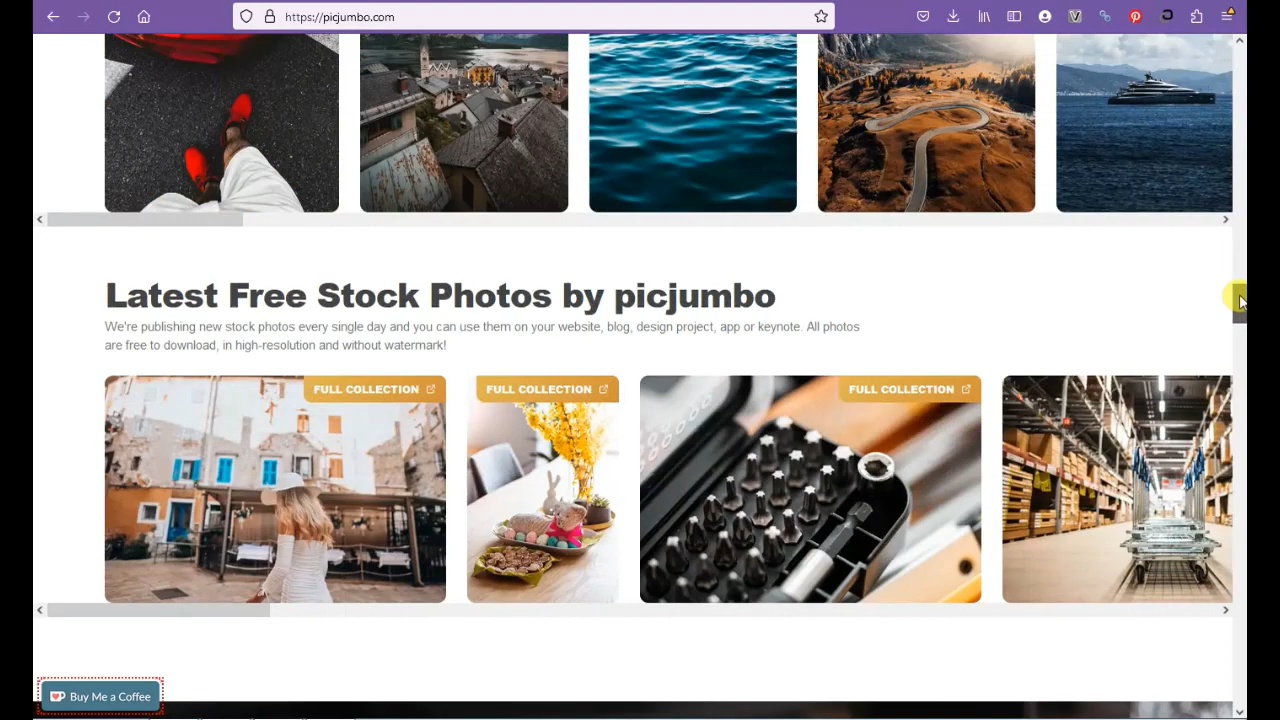 https://picjumbo.com
Latest Free Stock Photos by picjumbo
We're publishing new stock photos every single day and you can use them on your website, blog, design project, app or keynote. All photos
are free to download, in high-resolution and without watermark!
FULL COLLECTION
FULL COLLECTION
FULL COLLECTION
Buy Me a Coffee